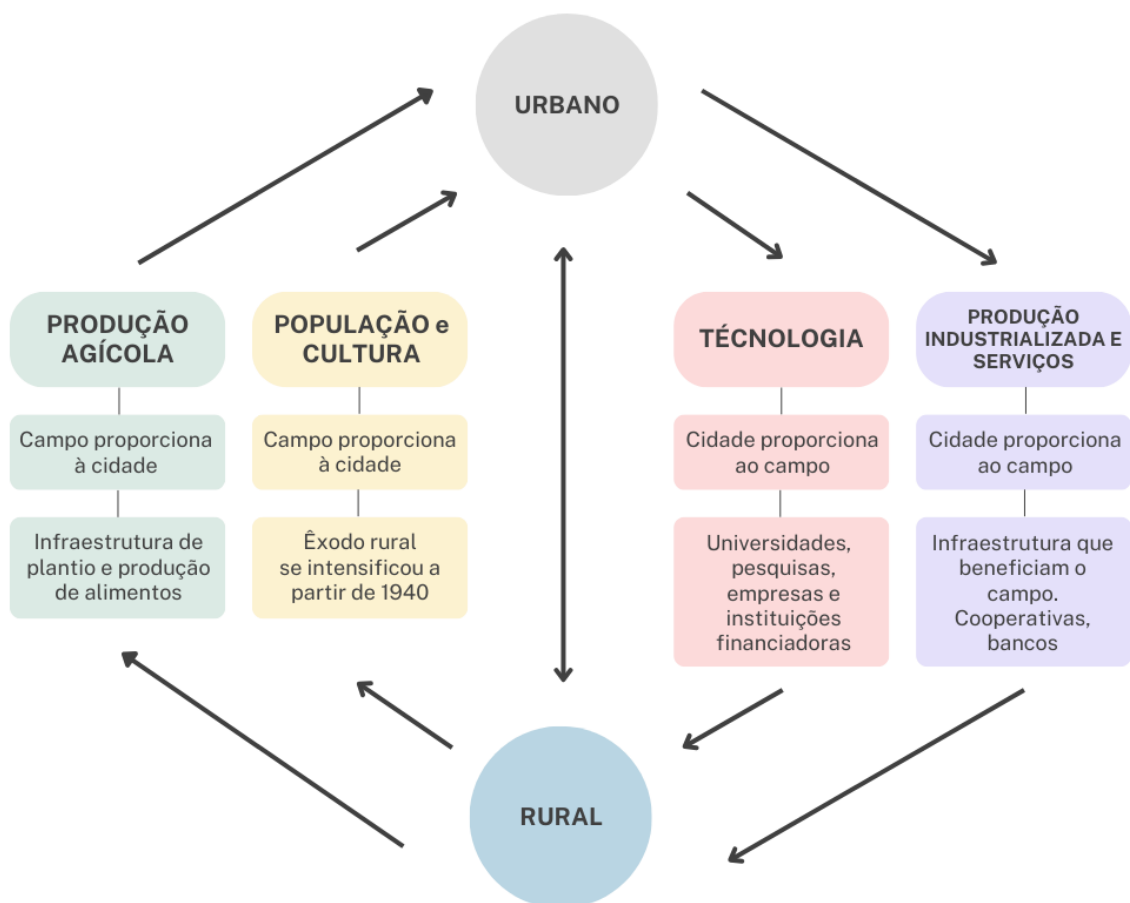 URBANO
PRODUÇÃO
AGÍCOLA
Campo proporciona
à cidade
Infraestrutura de
plantio e produção
de alimentos
POPULAÇÃO e
CULTURA
Campo proporciona
à cidade
Êxodo rural
se intensificou a
partir de 1940
TÉCNOLOGIA
Cidade proporciona
ao campo
Universidades,
pesquisas,
empresas e
instituições
financiadoras
PRODUÇÃO
INDUSTRIALIZADA E
SERVIÇOS
Cidade proporciona
ao campo
Infraestrutura que
beneficiam o
campo.
Cooperativas,
bancos
RURAL